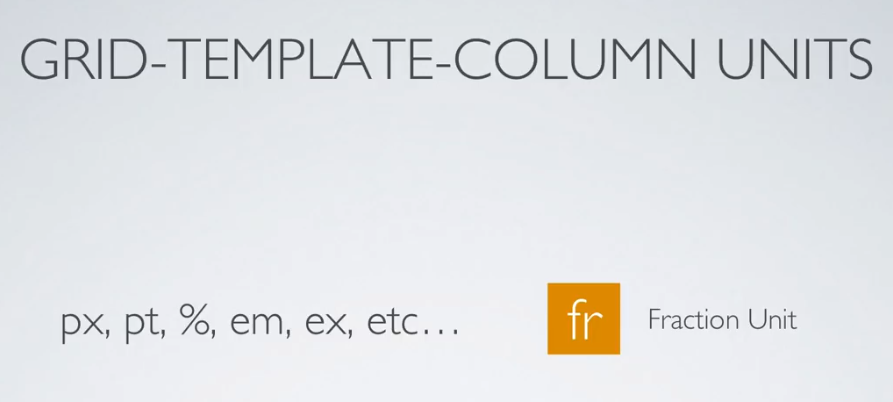 GRID-TEMPLATE-COLUMN UNITS
px, pt, %, em, ex, etc...
fr
Fraction Unit